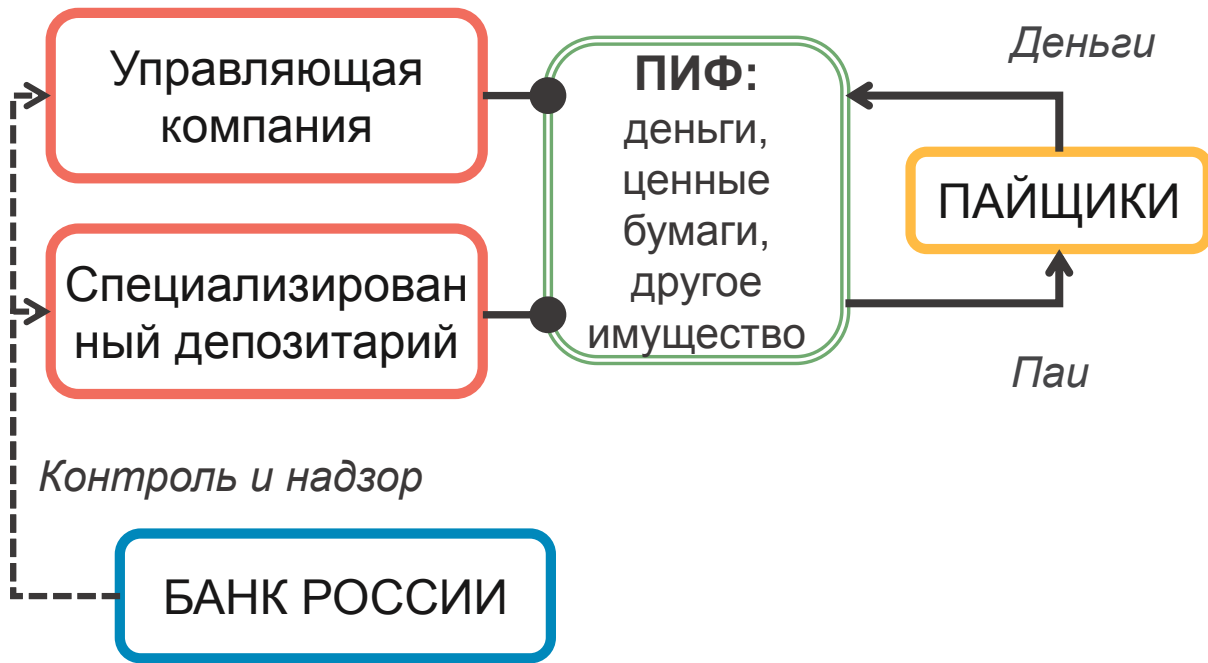 Управляющая
компания
Специализирован
ный депозитарий
ПИФ:
деньги,
ценные
бумаги,
другое
имущество
Деньги
ПАЙЩИКИ
Паи
Контроль и надзор
БАНК РОССИИ